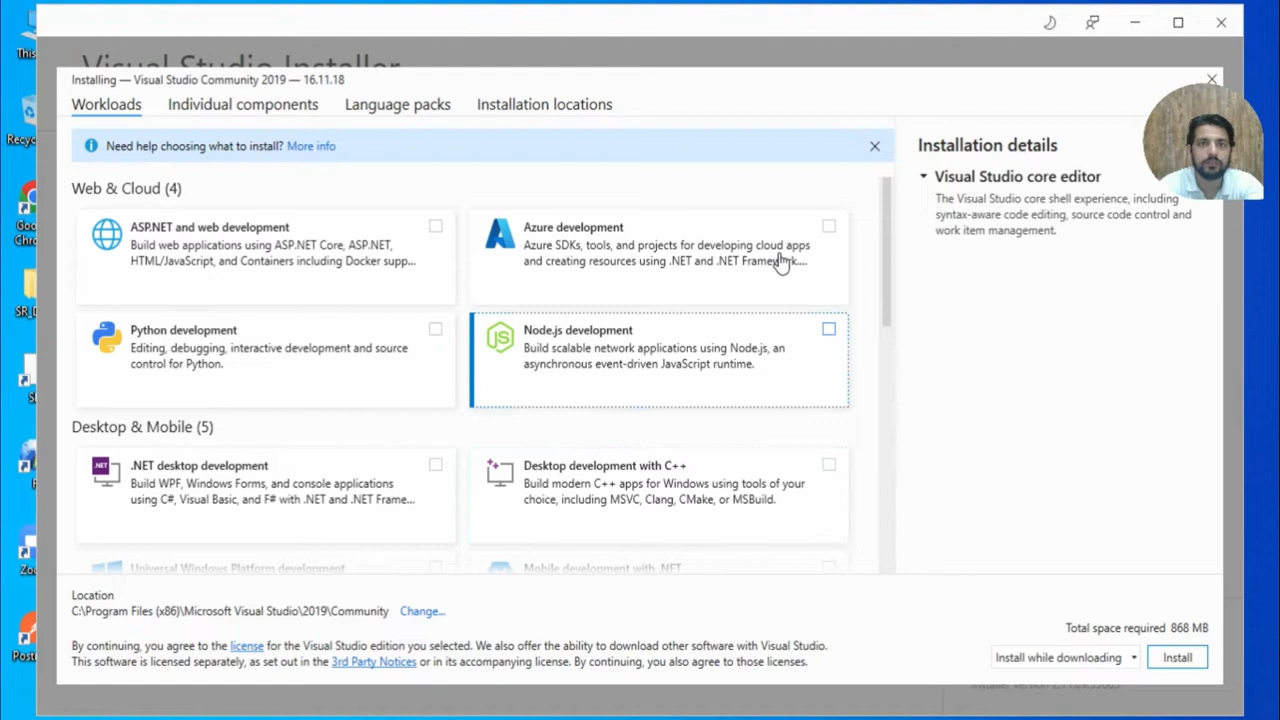 Visual Studio Installer
Installing — Visual Studio Community 2019 — 16.11.18
Workloads
Individual components
Language packs
Installation locations
Need help choosing what to install? More info
Web & Cloud (4)
ASP.NET and web development
Build web applications using ASP.NET Core, ASP.NET,
HTML/JavaScript, and Containers including Docker supp...
Azure development
Azure SDKs, tools, and projects for developing cloud apps
and creating resources using .NET and .NET Framework....
Python development
Editing, debugging, interactive development and source
control for Python.
Node.js development
Build scalable network applications using Node.js, an
asynchronous event-driven JavaScript runtime.
Desktop & Mobile (5)
.NET
.NET desktop development
Build WPF, Windows Forms, and console applications
using C#, Visual Basic, and F# with .NET and .NET Frame...
Desktop development with C++
Build modern C++ apps for Windows using tools of your
choice, including MSVC, Clang, CMake, or MSBuild.
Universal Windows Platform development
Mobile development with .NET
Installation details
Visual Studio core editor
The Visual Studio core shell experience, including
syntax-aware code editing, source code control and
work item management.
Location
C:\Program Files (x86)\Microsoft Visual Studio\2019\Community Change...
By continuing, you agree to the license for the Visual Studio edition you selected. We also offer the ability to download other software with Visual Studio.
This software is licensed separately, as set out in the 3rd Party Notices or in its accompanying license. By continuing, you also agree to those licenses.
Total space required 868 MB
Install while downloading
Install
This
Recyc
Goo
Chro
SR_D
Zoo
Post